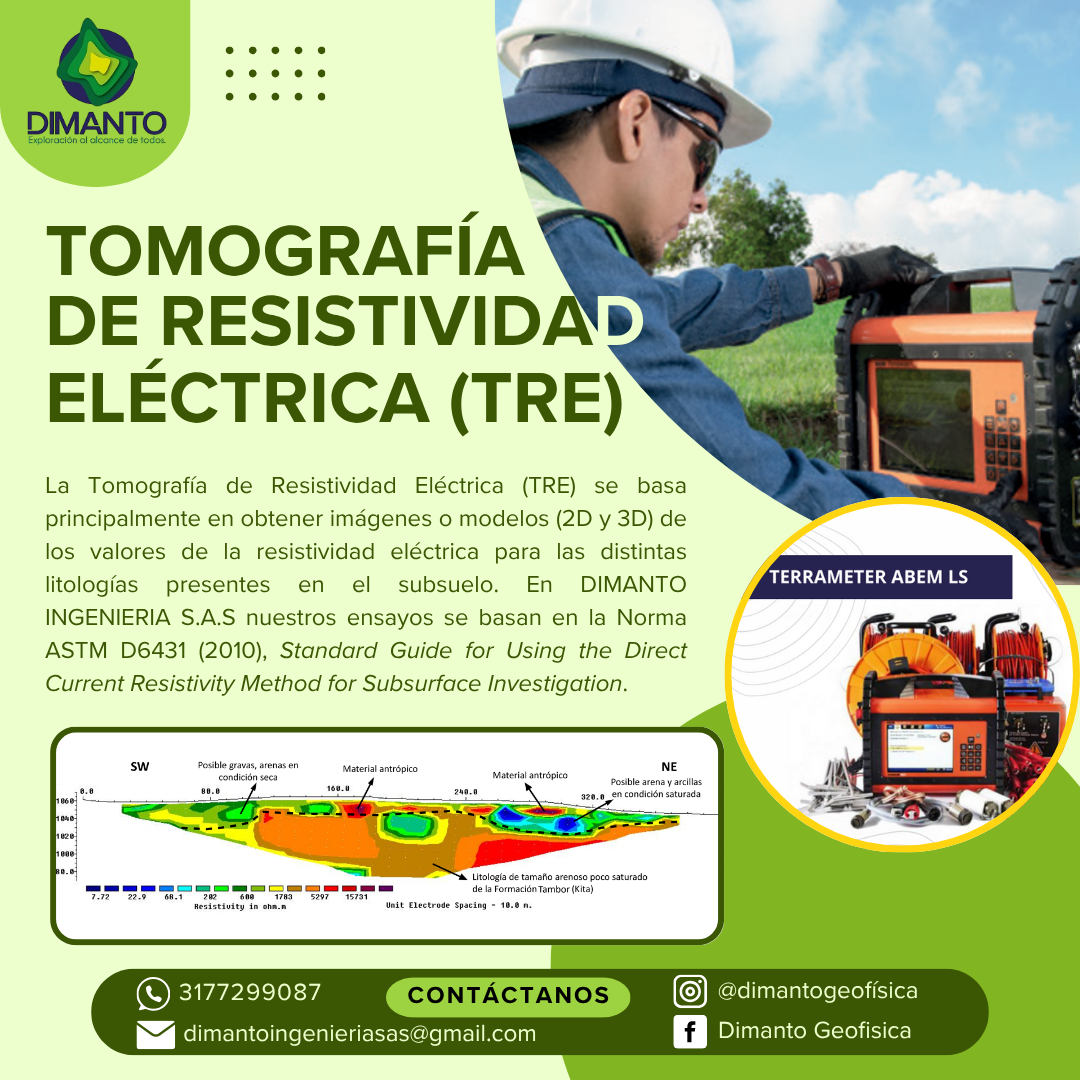 DIMANTO
Exploración al alcance de todos.
TOMOGRAFÍA
DE RESISTIVIDAD
ELÉCTRICA (TRE)
La Tomografía de Resistividad Eléctrica (TRE) se basa
principalmente en obtener imágenes o modelos (2D y 3D) de
los valores de la resistividad eléctrica para las distintas
litologías presentes en el subsuelo. En DIMANTO
INGENIERIA S.A.S nuestros ensayos se basan en la Norma
ASTM D6431 (2010), Standard Guide for Using the Direct
Current Resistivity Method for Subsurface Investigation.
TERRAMETER ABEM LS
SW
Posible gravas, arenas en
condición seca
Material antrópico
Material antrópico
NE
Posible arena y arcillas
en condición saturada
0.0 80.0 160.0 240.0 320.0
1060
1040
1020
1000
80.0
Litología de tamaño arenoso poco saturado
de la Formación Tambor (Kita)
7.72 22.9 68.1 202 600 1783 5297 15731
Resistivity in ohm.m
Unit Electrode Spacing = 10.0 m.
3177299087
dimantoingenieriasas@gmail.com
CONTÁCTANOS
@dimantogeofísica
Dimanto Geofisica